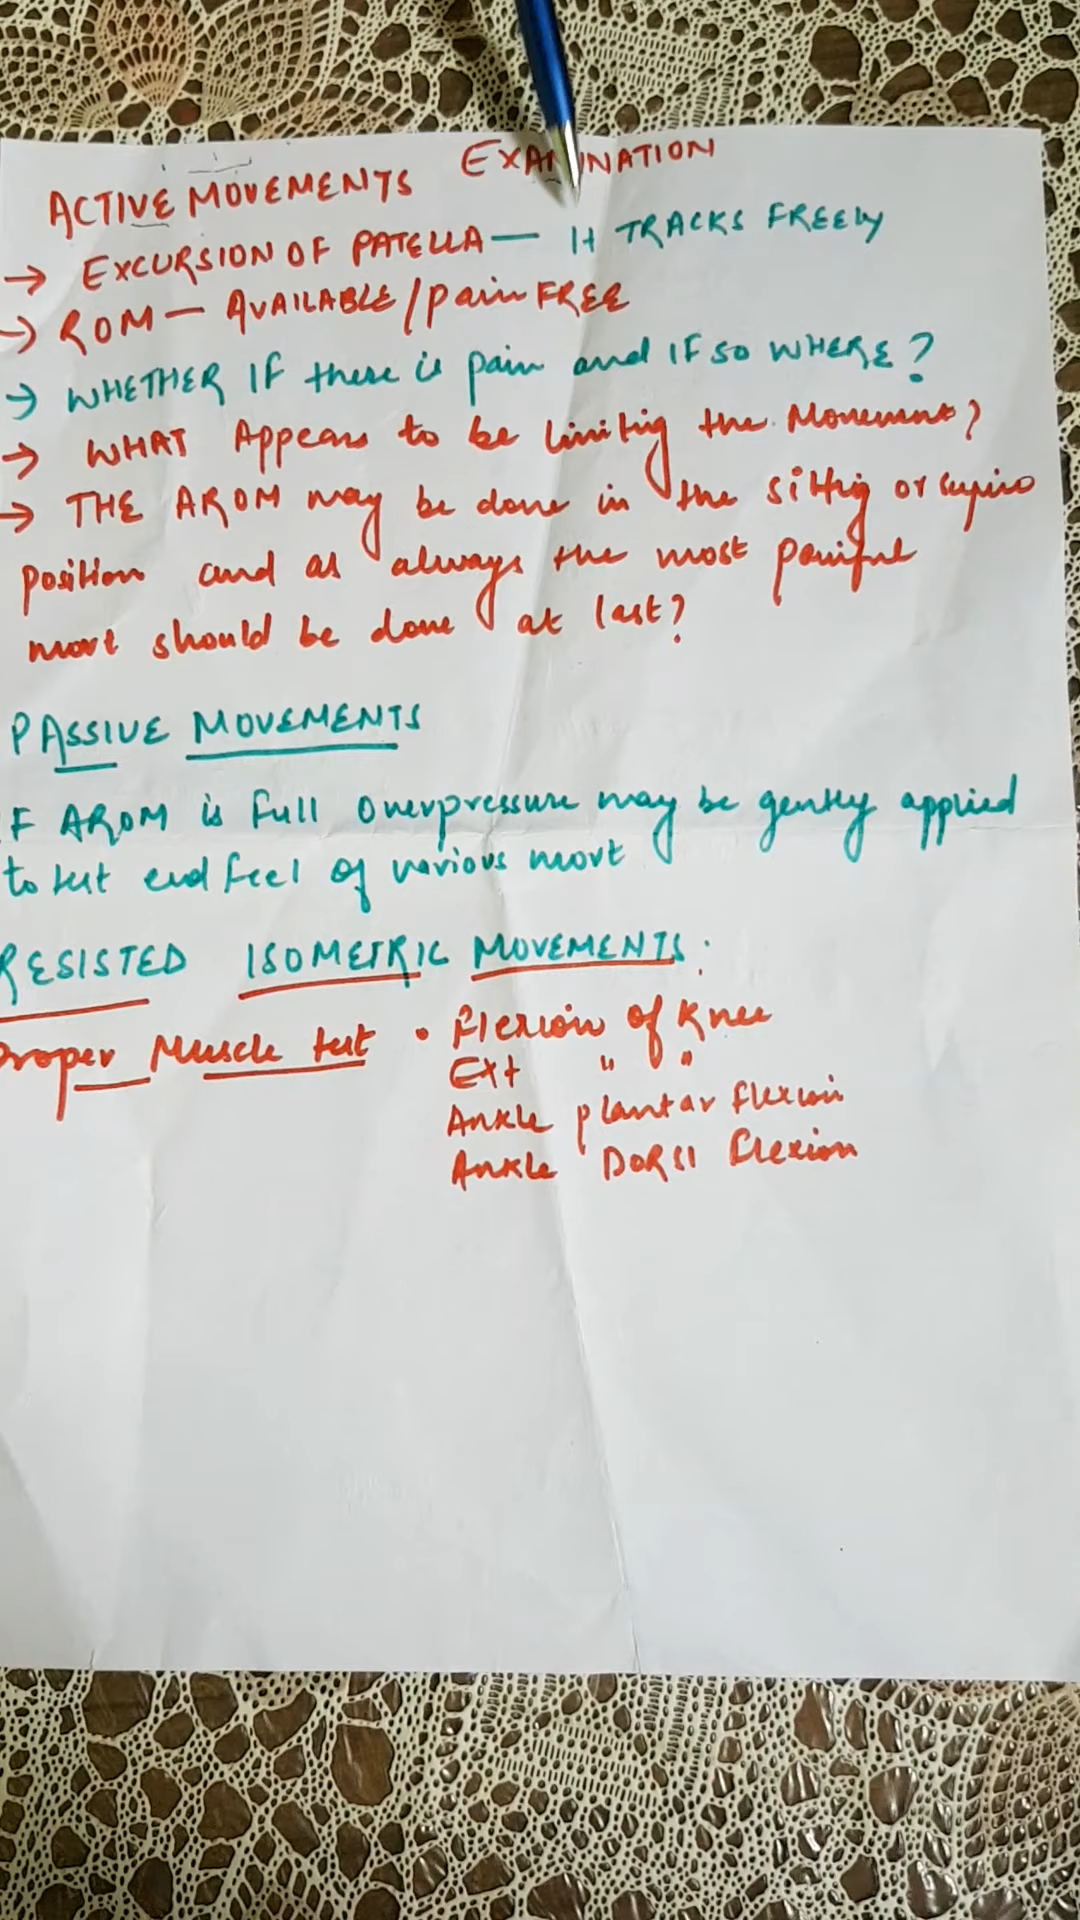 EXAMINATION
ACTIVE MOVEMENTS
→ EXCURSION OF PATELLA — It TRACKS FREELY
→ ROM — AVAILABLE / pain FREE
→ WHETHER IF there is pain and IF SO WHERE?
→ WHAT Appears to be limiting the Movement?
→ THE AROM may be done in the sitting or supine
position and as always the most painful
movt should be done at last?
PASSIVE MOVEMENTS
F AROM is full overpressure may be gently applied
to test end feel of various movt
RESISTED ISOMETRIC MOVEMENTS.
Proper Muscle test • Flexion of Knee
Ext " "
Ankle plantar flexion
Ankle DORSI flexion